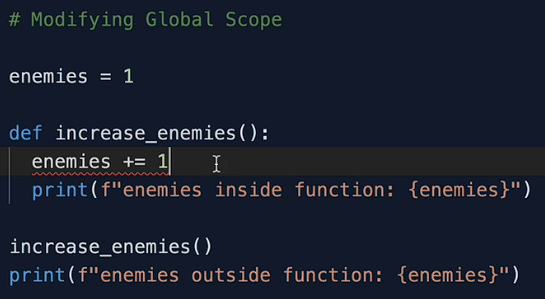 # Modifying Global Scope
enemies = 1
def increase_enemies():
enemies += 1
print(f"enemies inside function: {enemies}")
increase_enemies()
print(f"enemies outside function: {enemies}")